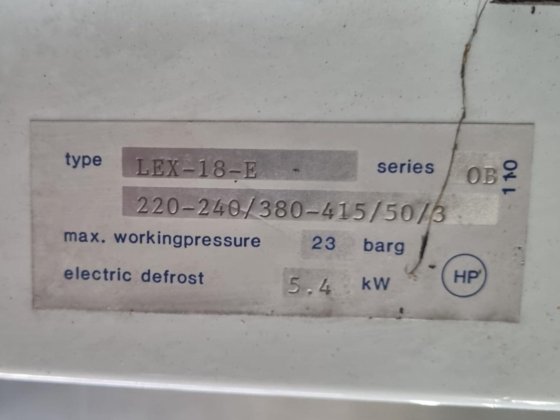 type LEX-18-E series OB
220-240/380-415/50/3
max. workingpressure 23 barg
electric defrost 5.4 kW
HP
110